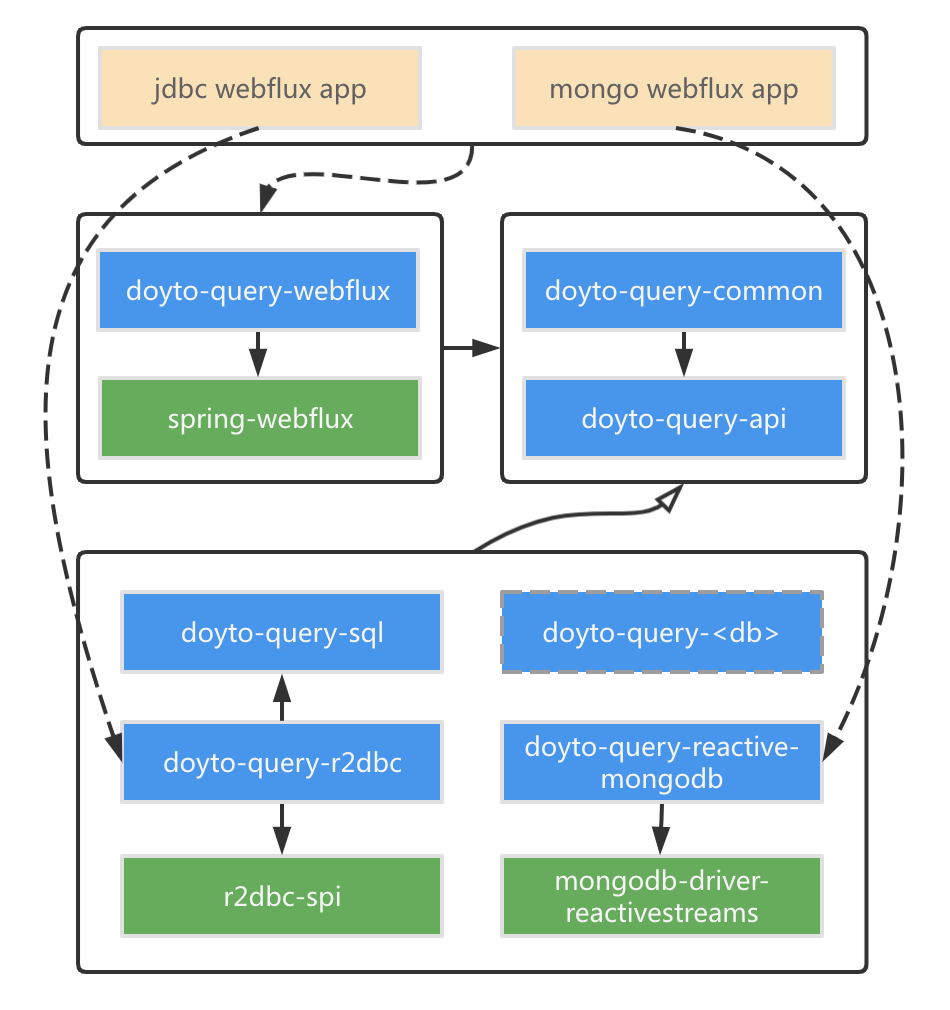 jdbc webflux app
mongo webflux app
doyto-query-webflux
doyto-query-common
spring-webflux
doyto-query-api
doyto-query-sql
doyto-query-<db>
doyto-query-r2dbc
doyto-query-reactive-
mongodb
r2dbc-spi
mongodb-driver-
reactivestreams